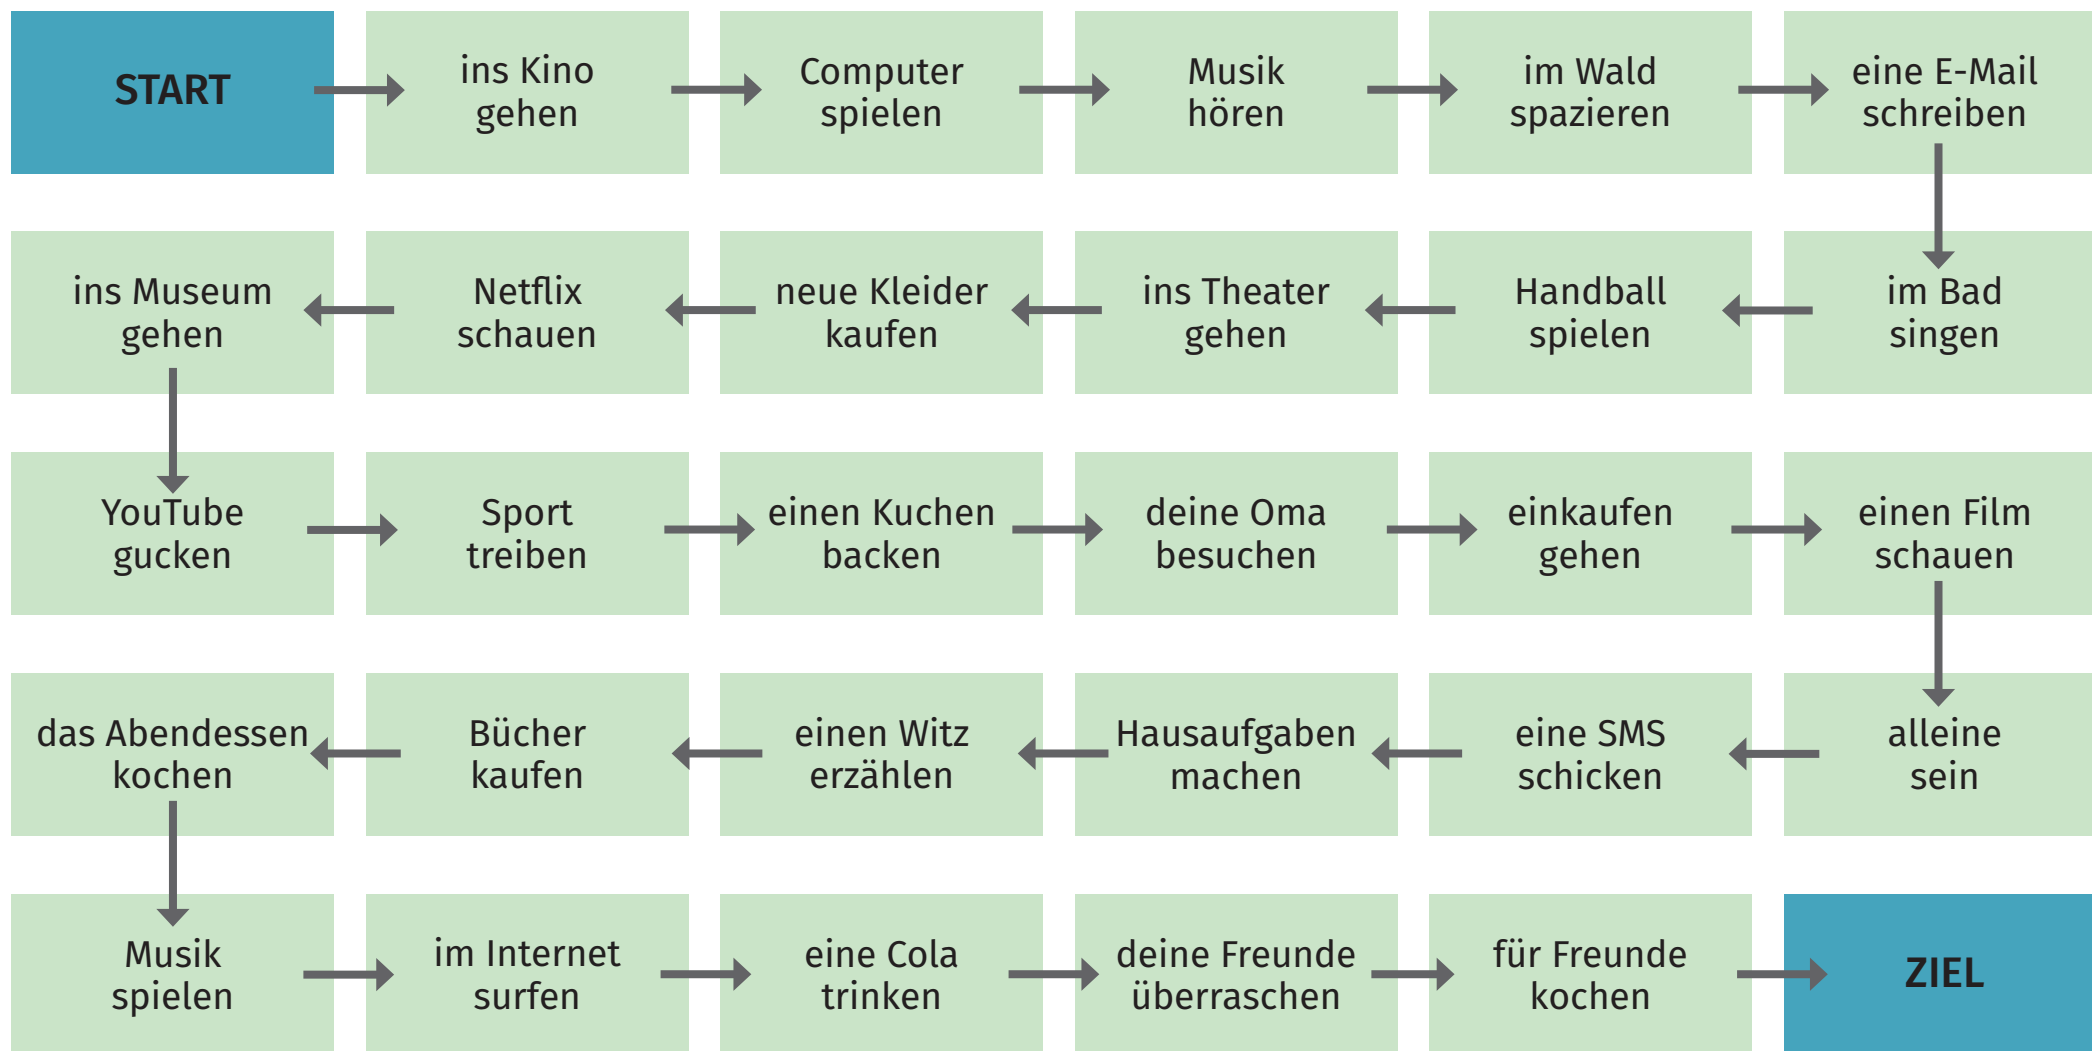 START
ins Kino
gehen
Computer
spielen
Musik
hören
im Wald
spazieren
eine E-Mail
schreiben
im Bad
singen
Handball
spielen
ins Theater
gehen
neue Kleider
kaufen
Netflix
schauen
ins Museum
gehen
YouTube
gucken
Sport
treiben
einen Kuchen
backen
deine Oma
besuchen
einkaufen
gehen
einen Film
schauen
alleine
sein
eine SMS
schicken
Hausaufgaben
machen
einen Witz
erzählen
Bücher
kaufen
das Abendessen
kochen
Musik
spielen
im Internet
surfen
eine Cola
trinken
deine Freunde
überraschen
für Freunde
kochen
ZIEL